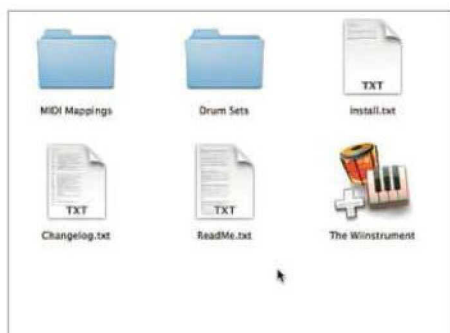 MIDI Mappings
Drum Sets
TXT
install.txt
TXT
Changelog.txt
TXT
ReadMe.txt
The Wiinstrument